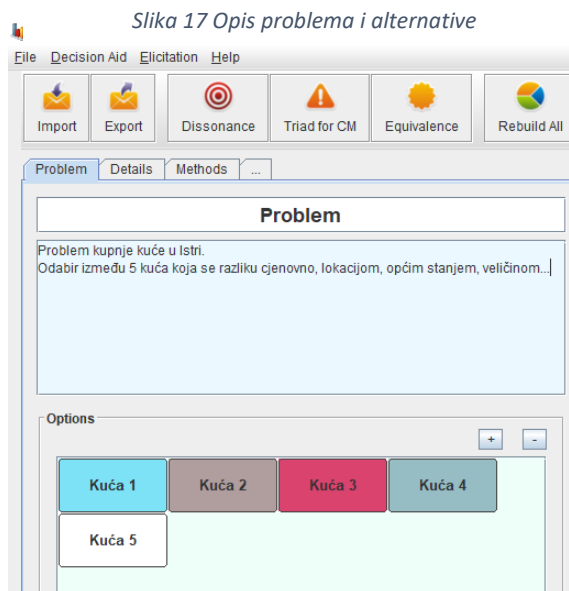 Slika 17 Opis problema i alternative
File Decision Aid Elicitation Help
Import Export Dissonance Triad for CM Equivalence Rebuild All
Problem Details Methods ...
Problem
Problem kupnje kuće u Istri.
Odabir između 5 kuća koja se razliku cjenovno, lokacijom, općim stanjem, veličinom...
Options
+ -
Kuća 1 Kuća 2 Kuća 3 Kuća 4
Kuća 5